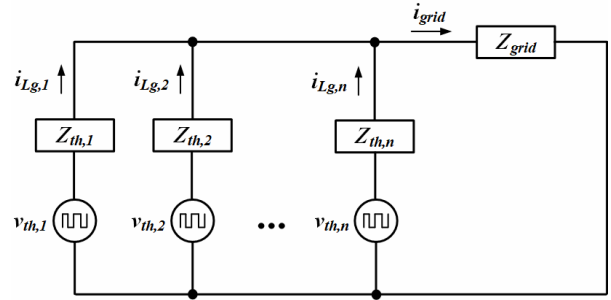 i_grid
Z_grid
i_Lg,1 i_Lg,2 i_Lg,n
Z_th,1 Z_th,2 Z_th,n
v_th,1 v_th,2 ••• v_th,n